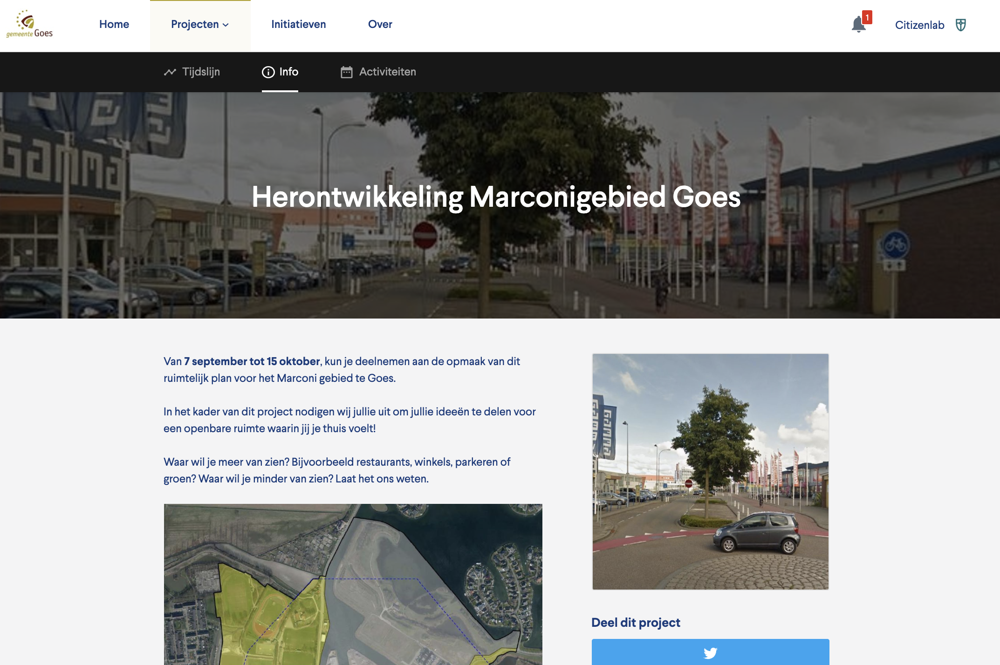 gemeente Goes
Home
Projecten
Initiatieven
Over
1
Citizenlab
Tijdslijn
Info
Activiteiten
Gamma
Herontwikkeling Marconigebied Goes
Van 7 september tot 15 oktober, kun je deelnemen aan de opmaak van dit
ruimtelijk plan voor het Marconi gebied te Goes.
In het kader van dit project nodigen wij jullie uit om jullie ideeën te delen voor
een openbare ruimte waarin jij je thuis voelt!
Waar wil je meer van zien? Bijvoorbeeld restaurants, winkels, parkeren of
groen? Waar wil je minder van zien? Laat het ons weten.
GAMMA
Deel dit project